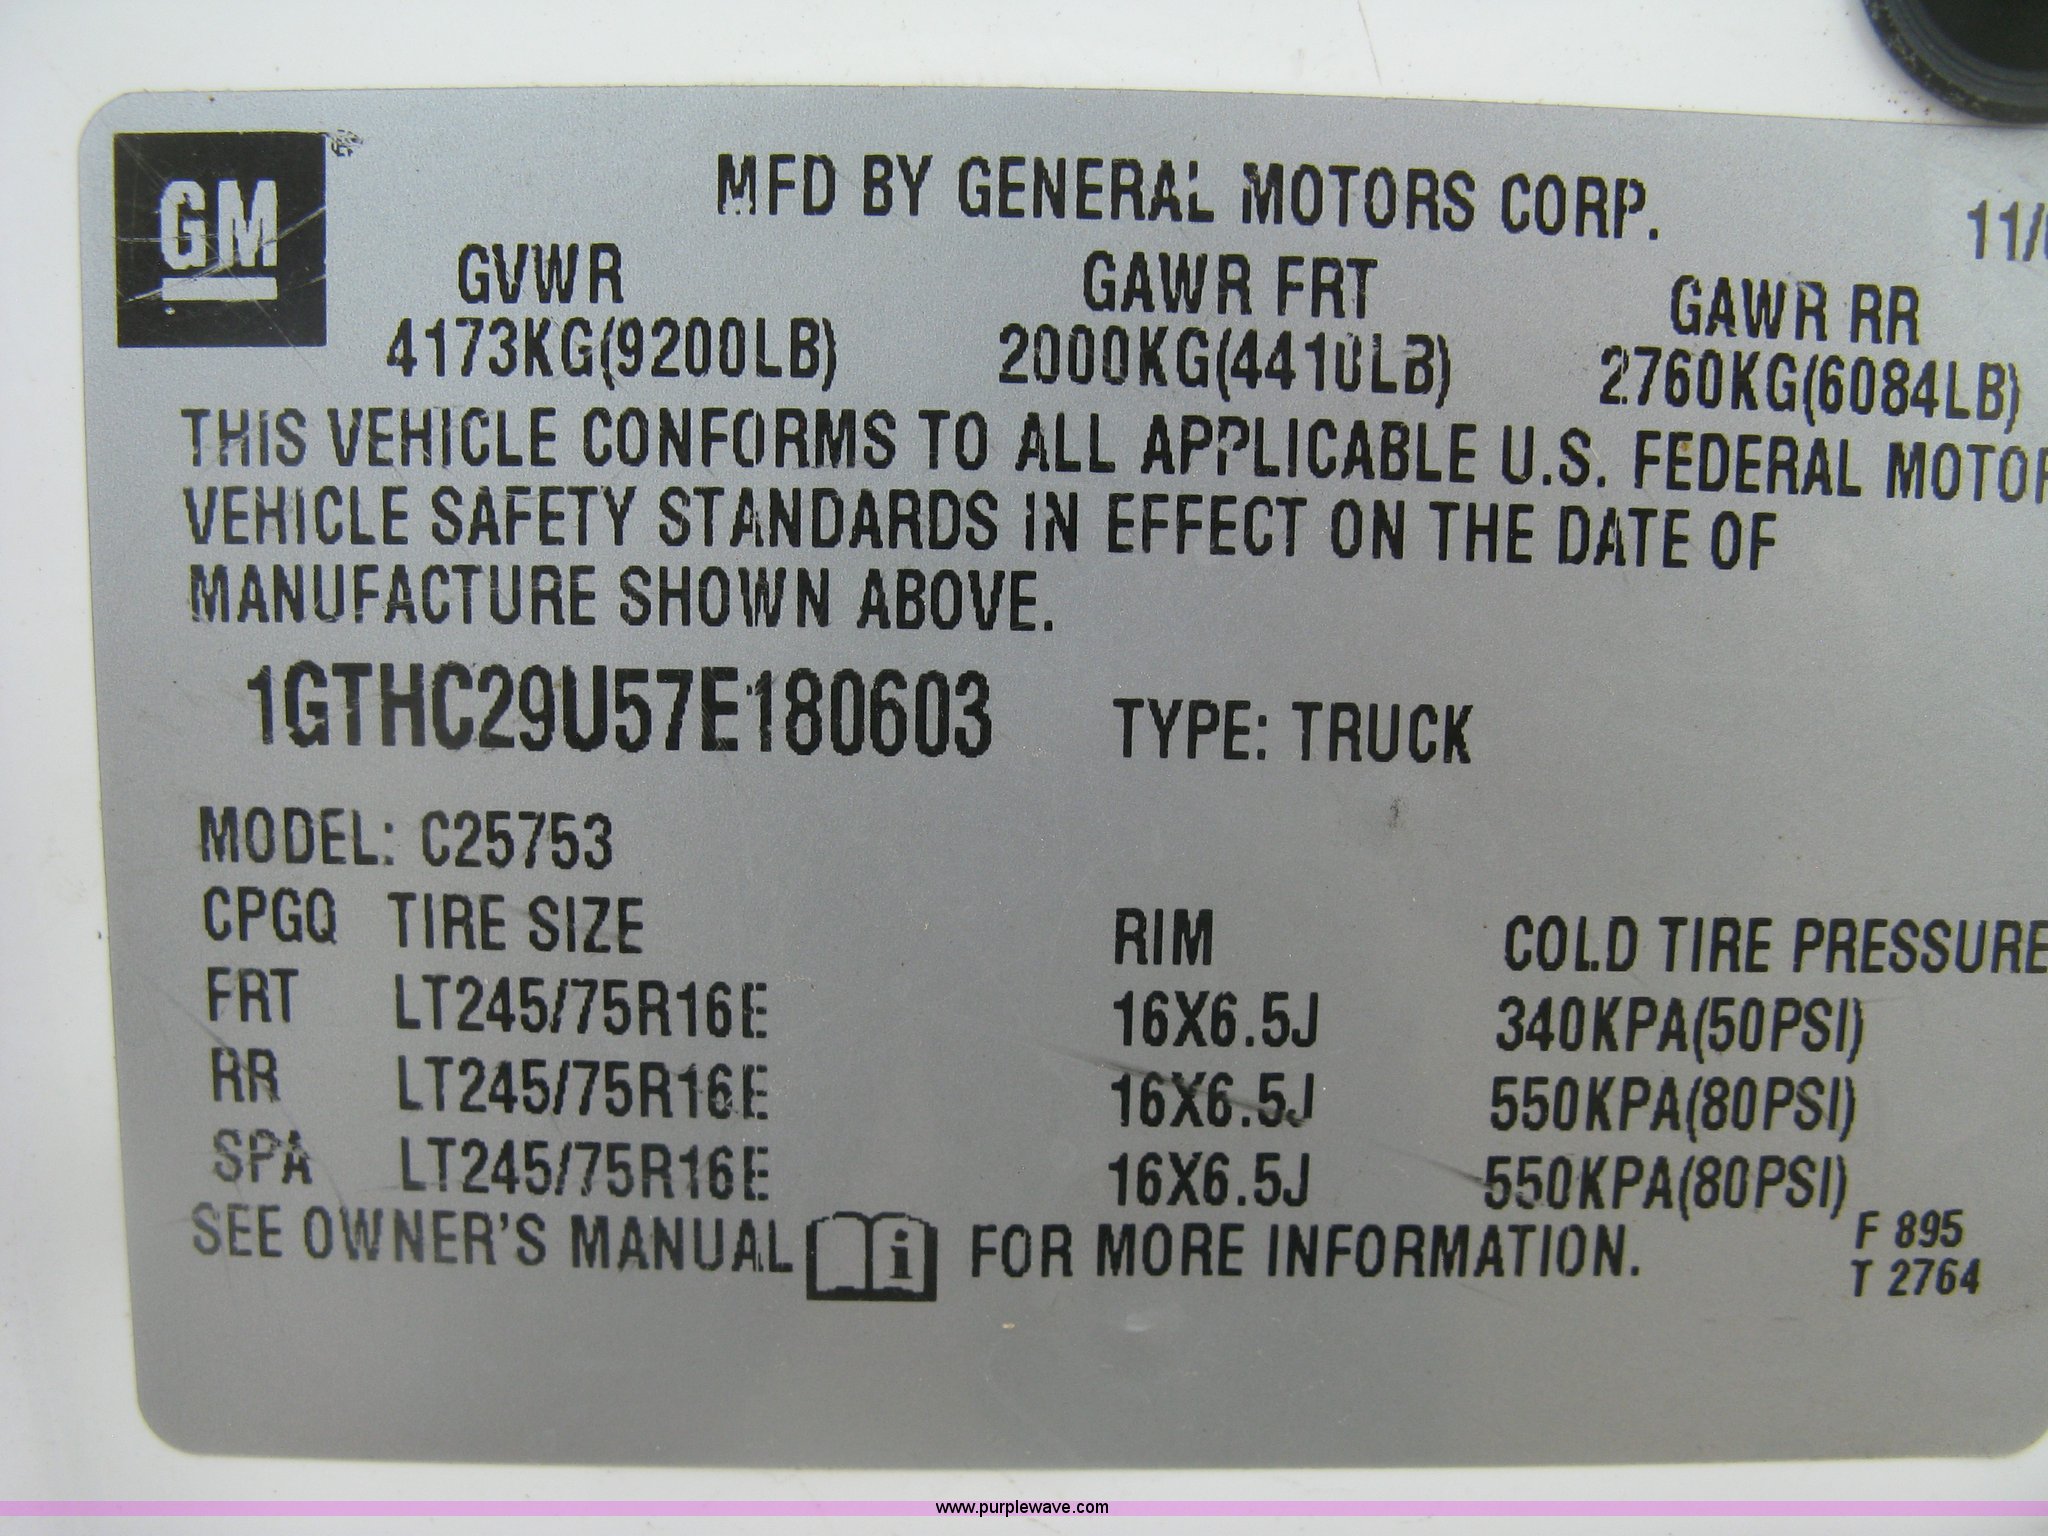 GM
MFD BY GENERAL MOTORS CORP.
GVWR GAWR FRT GAWR RR
4173KG(9200LB) 2000KG(4410LB) 2760KG(6084LB)
THIS VEHICLE CONFORMS TO ALL APPLICABLE U.S. FEDERAL MOTOR
VEHICLE SAFETY STANDARDS IN EFFECT ON THE DATE OF
MANUFACTURE SHOWN ABOVE.
1GTHC29U57E180603 TYPE: TRUCK
MODEL: C25753
CPGQ TIRE SIZE RIM COLD TIRE PRESSURE
FRT LT245/75R16E 16X6.5J 340KPA(50PSI)
RR LT245/75R16E 16X6.5J 550KPA(80PSI)
SPA LT245/75R16E 16X6.5J 550KPA(80PSI)
SEE OWNER'S MANUAL i FOR MORE INFORMATION.
F 895
T 2764
www.purplewave.com